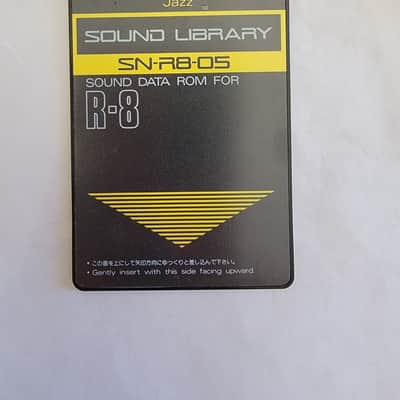 Jazz
SOUND LIBRARY
SN-R8-05
SOUND DATA ROM FOR
R-8
・この面を上にして矢印方向にゆっくりと差し込んで下さい。
・Gently insert with this side facing upward.